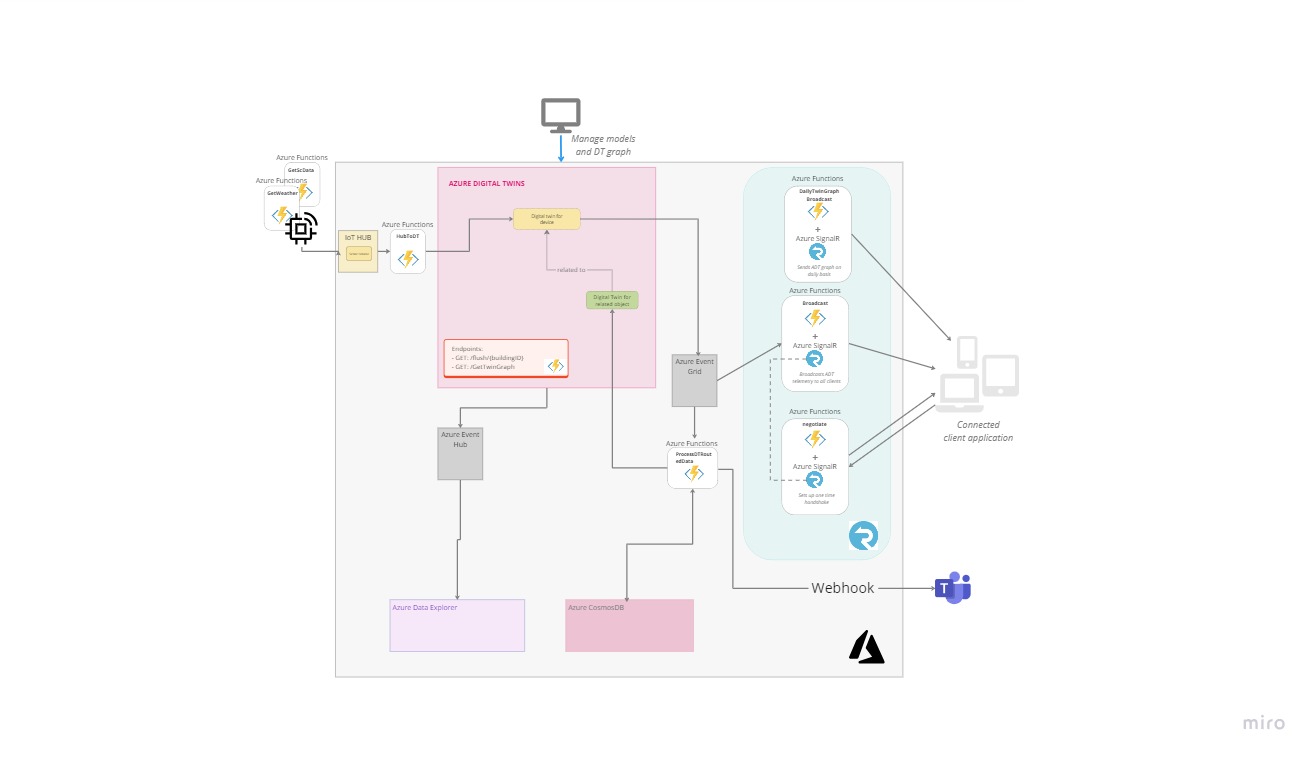 Manage models
and DT graph
Azure Functions
GetScData
Azure Functions
GetWeather
IoT HUB
Azure Functions
HubToDT
AZURE DIGITAL TWINS
Digital twin for
device
related to
Digital Twin for
related object
Endpoints:
- GET: /flush/{buildingID}
- GET: /GetTwinGraph
Azure Event
Hub
Azure Data Explorer
Azure CosmosDB
Azure Event
Grid
Azure Functions
ProcessDTRout
edData
Azure Functions
DailyTwinGraph
Broadcast
+
Azure SignalR
Sends ADT graph on
daily basis
Azure Functions
Broadcast
+
Azure SignalR
Broadcasts ADT
telemetry to all clients
Azure Functions
negotiate
+
Azure SignalR
Sets up one time
handshake
Connected
client application
Webhook
T
miro